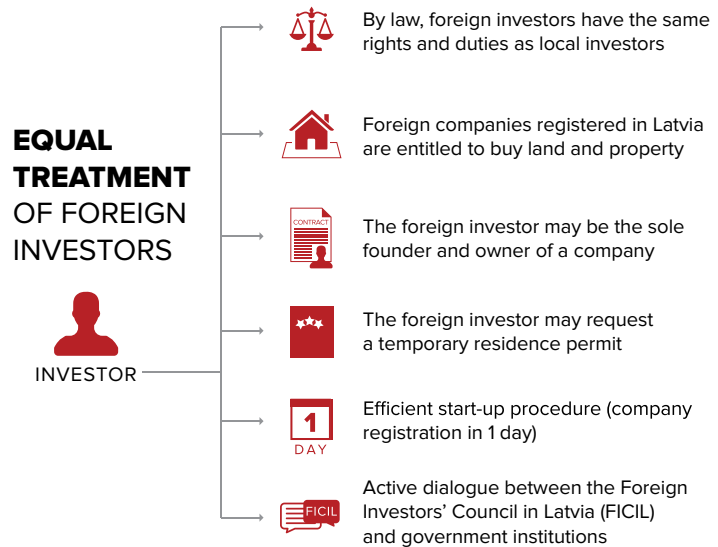 EQUAL
TREATMENT
OF FOREIGN
INVESTORS
INVESTOR
By law, foreign investors have the same
rights and duties as local investors
Foreign companies registered in Latvia
are entitled to buy land and property
CONTRACT
The foreign investor may be the sole
founder and owner of a company
The foreign investor may request
a temporary residence permit
1
DAY
Efficient start-up procedure (company
registration in 1 day)
FICIL
Active dialogue between the Foreign
Investors’ Council in Latvia (FICIL)
and government institutions